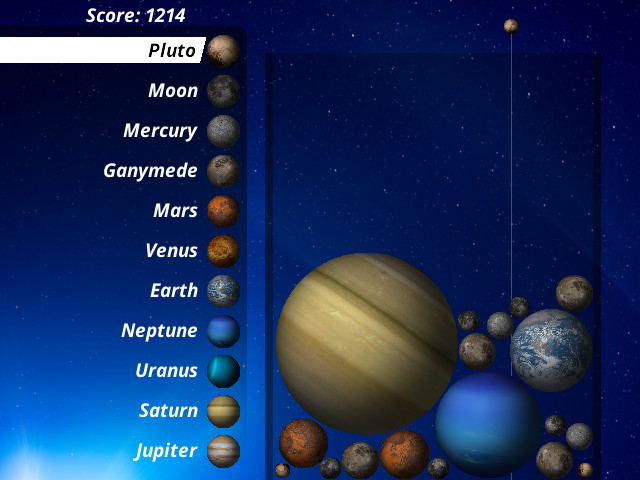 Score: 1214
Pluto
Moon
Mercury
Ganymede
Mars
Venus
Earth
Neptune
Uranus
Saturn
Jupiter